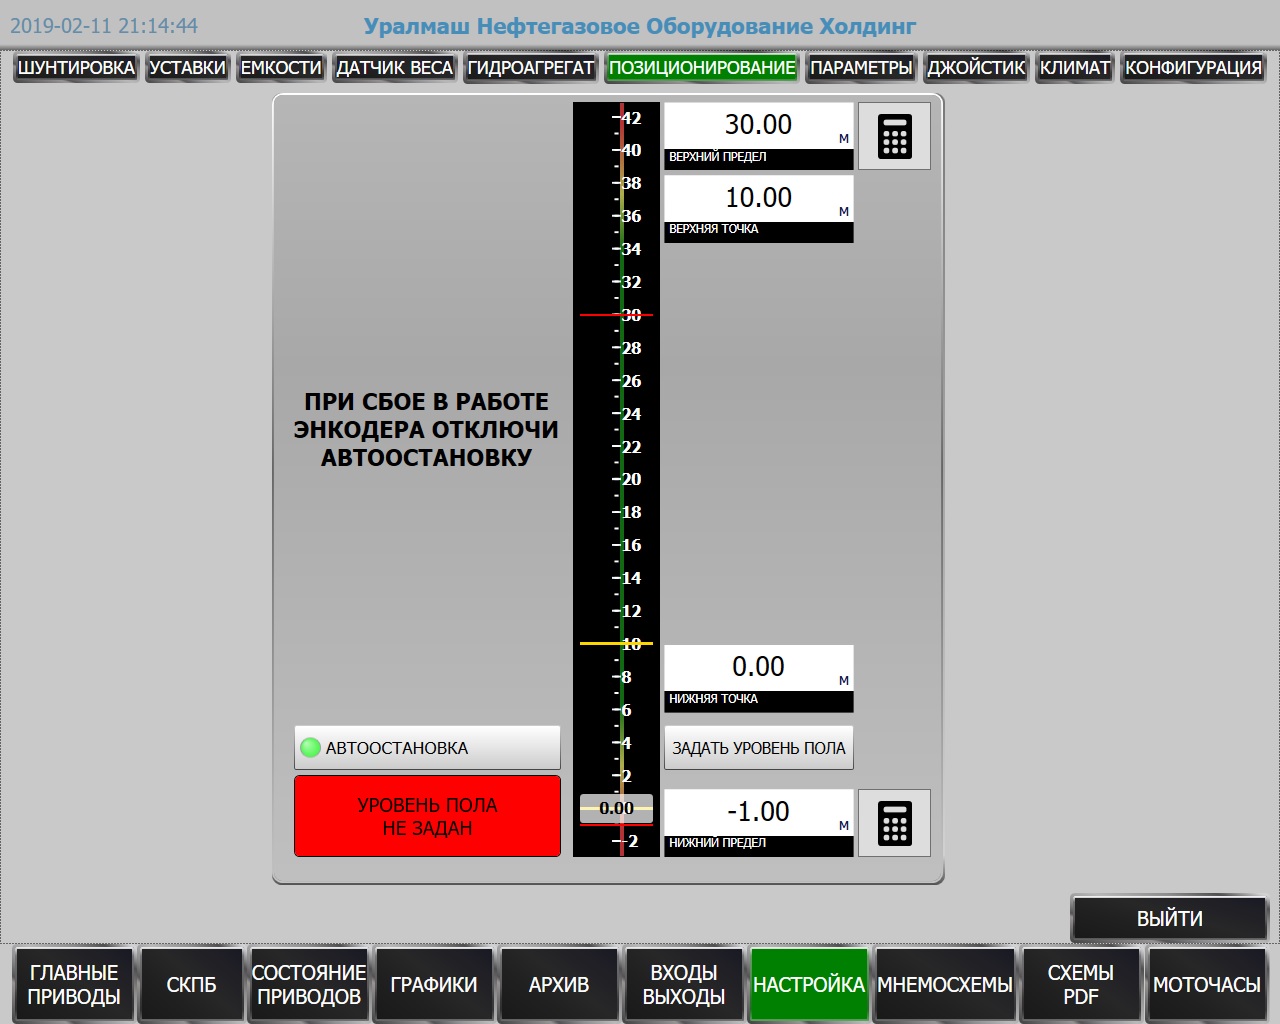 2019-02-11 21:14:44
Уралмаш Нефтегазовое Оборудование Холдинг
ШУНТИРОВКА УСТАВКИ ЕМКОСТИ ДАТЧИК ВЕСА ГИДРОАГРЕГАТ ПОЗИЦИОНИРОВАНИЕ ПАРАМЕТРЫ ДЖОЙСТИК КЛИМАТ КОНФИГУРАЦИЯ
42
30.00 м
ВЕРХНИЙ ПРЕДЕЛ
40
38
10.00 м
ВЕРХНЯЯ ТОЧКА
36
34
32
30
28
26
ПРИ СБОЕ В РАБОТЕ
ЭНКОДЕРА ОТКЛЮЧИ
АВТООСТАНОВКУ
24
22
20
18
16
14
12
10
8
0.00 м
НИЖНЯЯ ТОЧКА
6
4
АВТООСТАНОВКА
ЗАДАТЬ УРОВЕНЬ ПОЛА
2
УРОВЕНЬ ПОЛА
НЕ ЗАДАН
0.00
-1.00 м
НИЖНИЙ ПРЕДЕЛ
-2
ВЫЙТИ
ГЛАВНЫЕ
ПРИВОДЫ
СКПБ
СОСТОЯНИЕ
ПРИВОДОВ
ГРАФИКИ
АРХИВ
ВХОДЫ
ВЫХОДЫ
НАСТРОЙКА
МНЕМОСХЕМЫ
СХЕМЫ
PDF
МОТОЧАСЫ